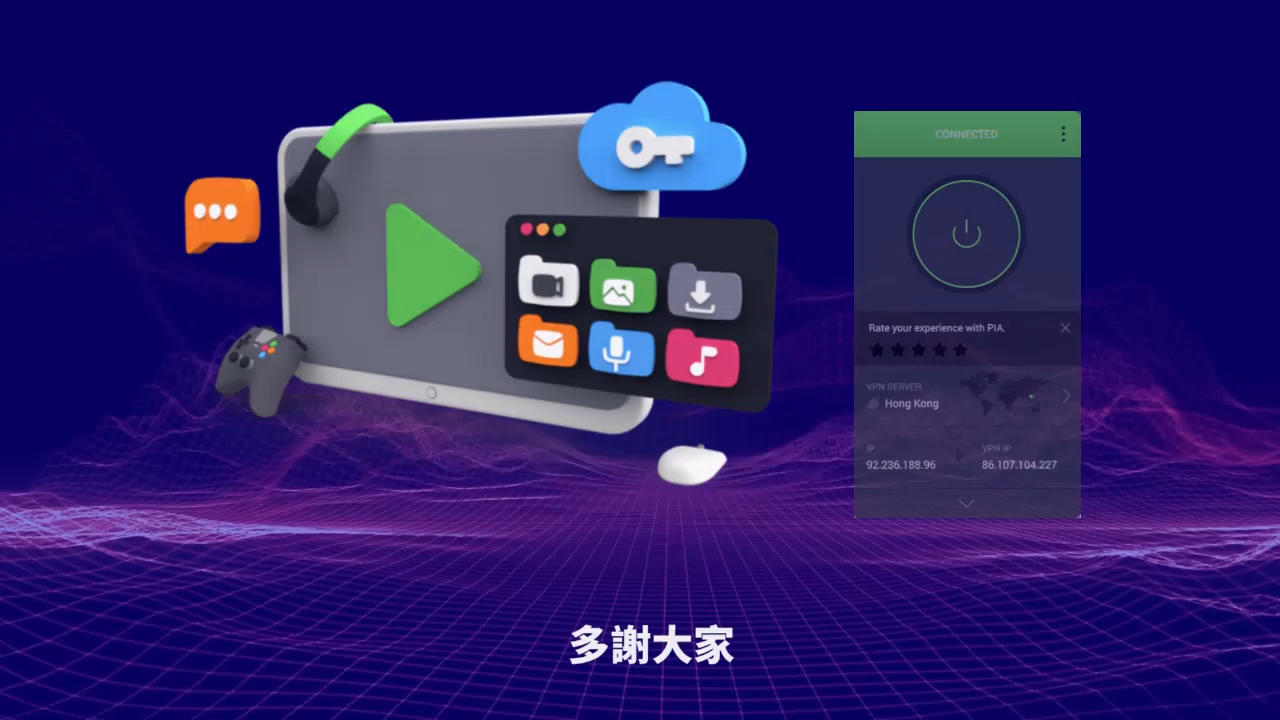 CONNECTED
Rate your experience with PIA.
VPN SERVER
Hong Kong
IP
VPN IP
92.236.188.96
86.107.104.227
多謝大家